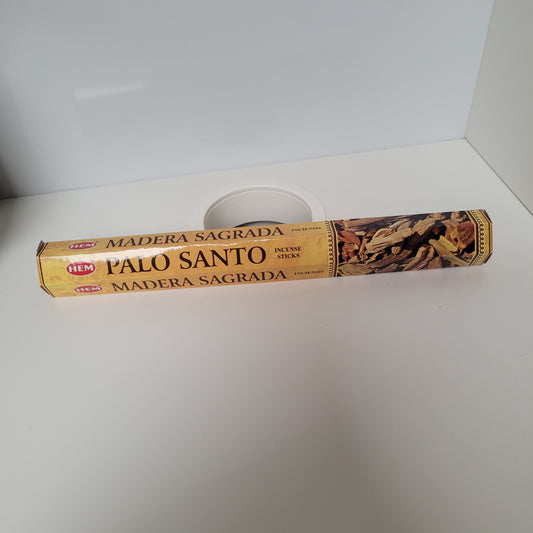 HEM MADERA SAGRADA INCIENSO
HEM PALO SANTO INCENSE STICKS
HEM MADERA SAGRADA INCIENSO